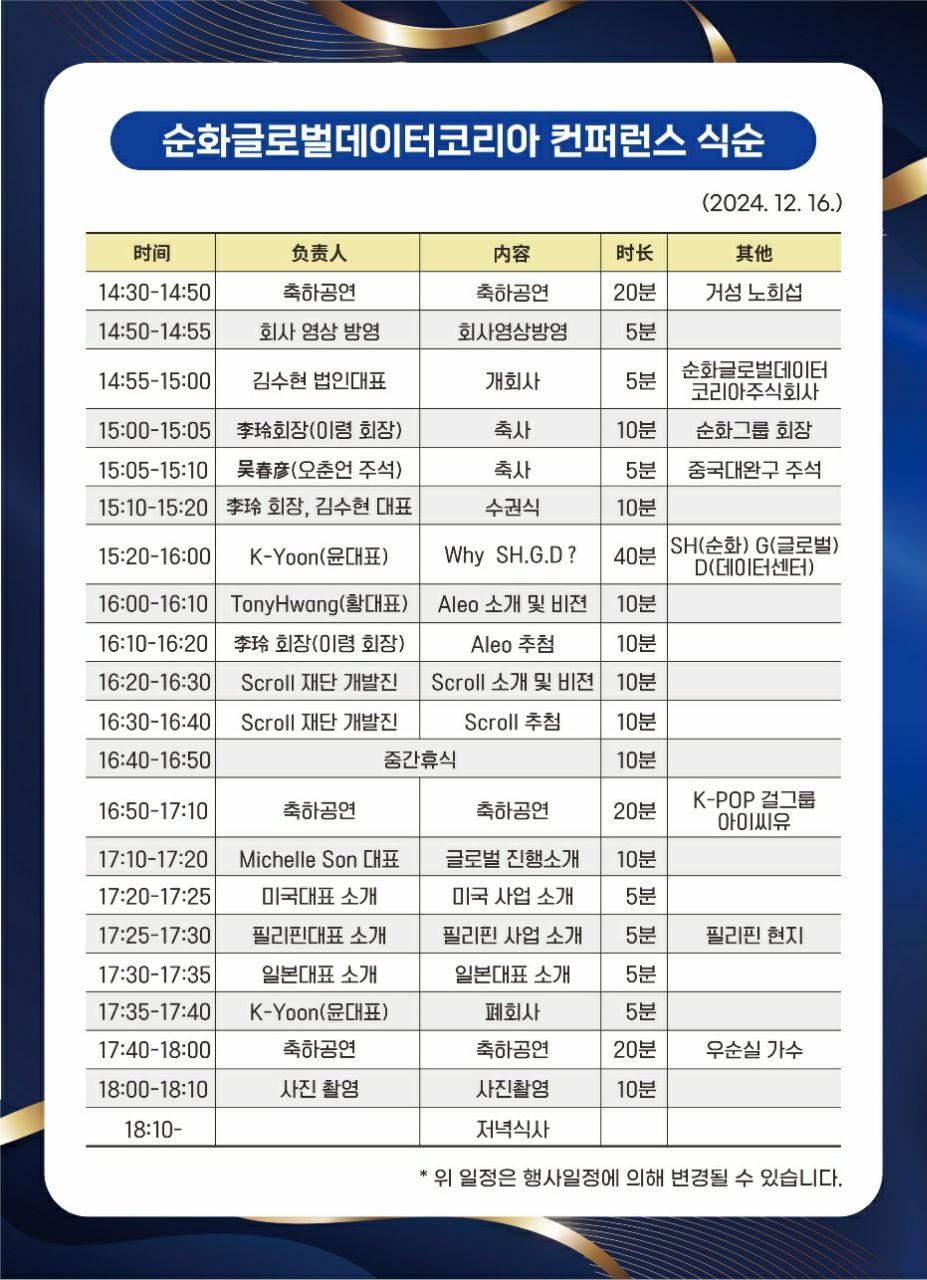 순화글로벌데이터코리아 컨퍼런스 식순
(2024. 12. 16.)
时间 负责人 内容 时长 其他
14:30-14:50 축하공연 축하공연 20분 거성 노희섭
14:50-14:55 회사 영상 방영 회사영상방영 5분
14:55-15:00 김수현 법인대표 개회사 5분 순화글로벌데이터
코리아주식회사
15:00-15:05 李玲회장(이령 회장) 축사 10분 순화그룹 회장
15:05-15:10 吴春彦(오춘언 주석) 축사 5분 중국대완구 주석
15:10-15:20 李玲 회장, 김수현 대표 수권식 10분
15:20-16:00 K-Yoon(윤대표) Why SH.G.D ? 40분 SH(순화) G(글로벌)
D(데이터센터)
16:00-16:10 TonyHwang(황대표) Aleo 소개 및 비젼 10분
16:10-16:20 李玲 회장(이령 회장) Aleo 추첨 10분
16:20-16:30 Scroll 재단 개발진 Scroll 소개 및 비젼 10분
16:30-16:40 Scroll 재단 개발진 Scroll 추첨 10분
16:40-16:50 중간휴식 10분
16:50-17:10 축하공연 축하공연 20분 K-POP 걸그룹
아이씨유
17:10-17:20 Michelle Son 대표 글로벌 진행소개 10분
17:20-17:25 미국대표 소개 미국 사업 소개 5분
17:25-17:30 필리핀대표 소개 필리핀 사업 소개 5분 필리핀 현지
17:30-17:35 일본대표 소개 일본대표 소개 5분
17:35-17:40 K-Yoon(윤대표) 폐회사 5분
17:40-18:00 축하공연 축하공연 20분 우순실 가수
18:00-18:10 사진 촬영 사진촬영 10분
18:10- 저녁식사
* 위 일정은 행사일정에 의해 변경될 수 있습니다.